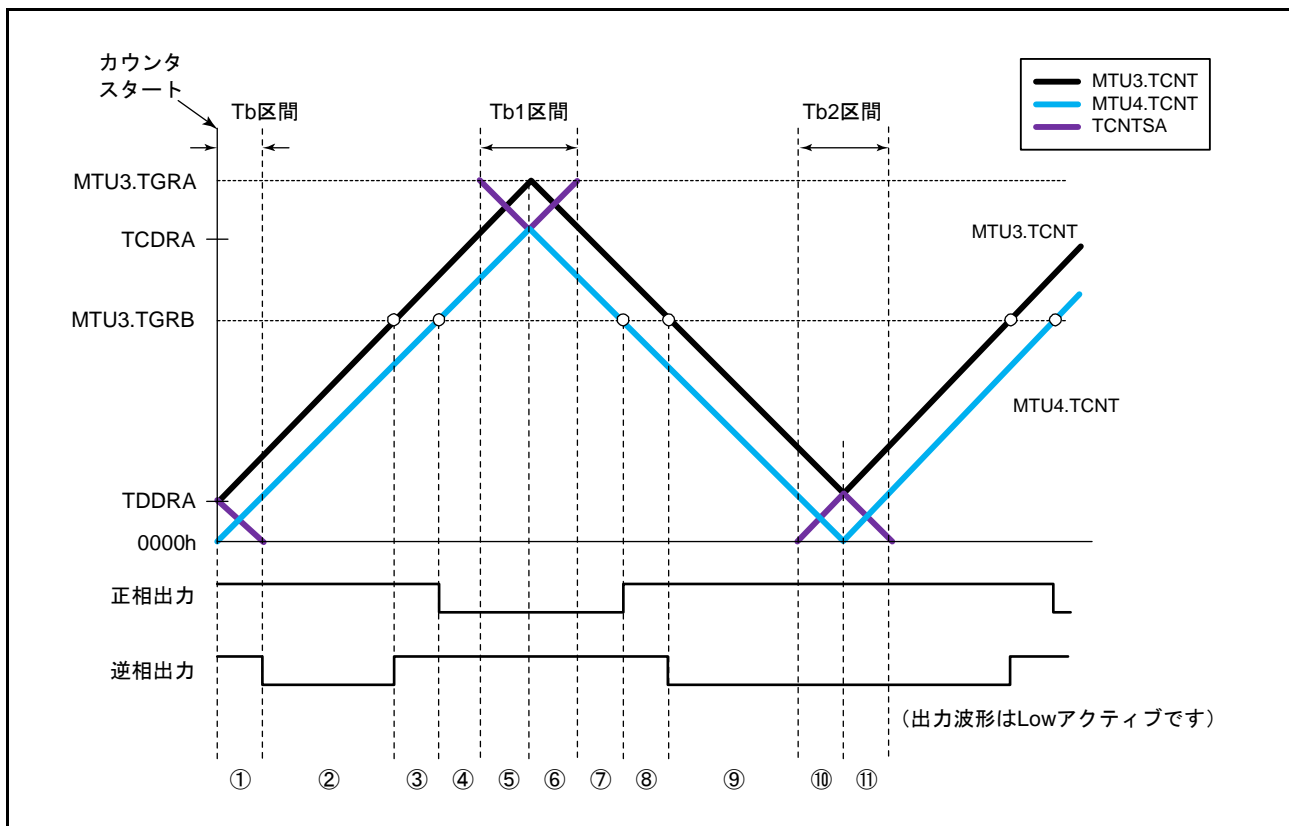 カウンタ
スタート
Tb区間
Tb1区間
Tb2区間
MTU3.TCNT
MTU4.TCNT
TCNTSA
MTU3.TGRA
TCDRA
MTU3.TCNT
MTU3.TGRB
MTU4.TCNT
TDDRA
0000h
正相出力
逆相出力
（出力波形はLowアクティブです）
① ② ③ ④ ⑤ ⑥ ⑦ ⑧ ⑨ ⑩ ⑪